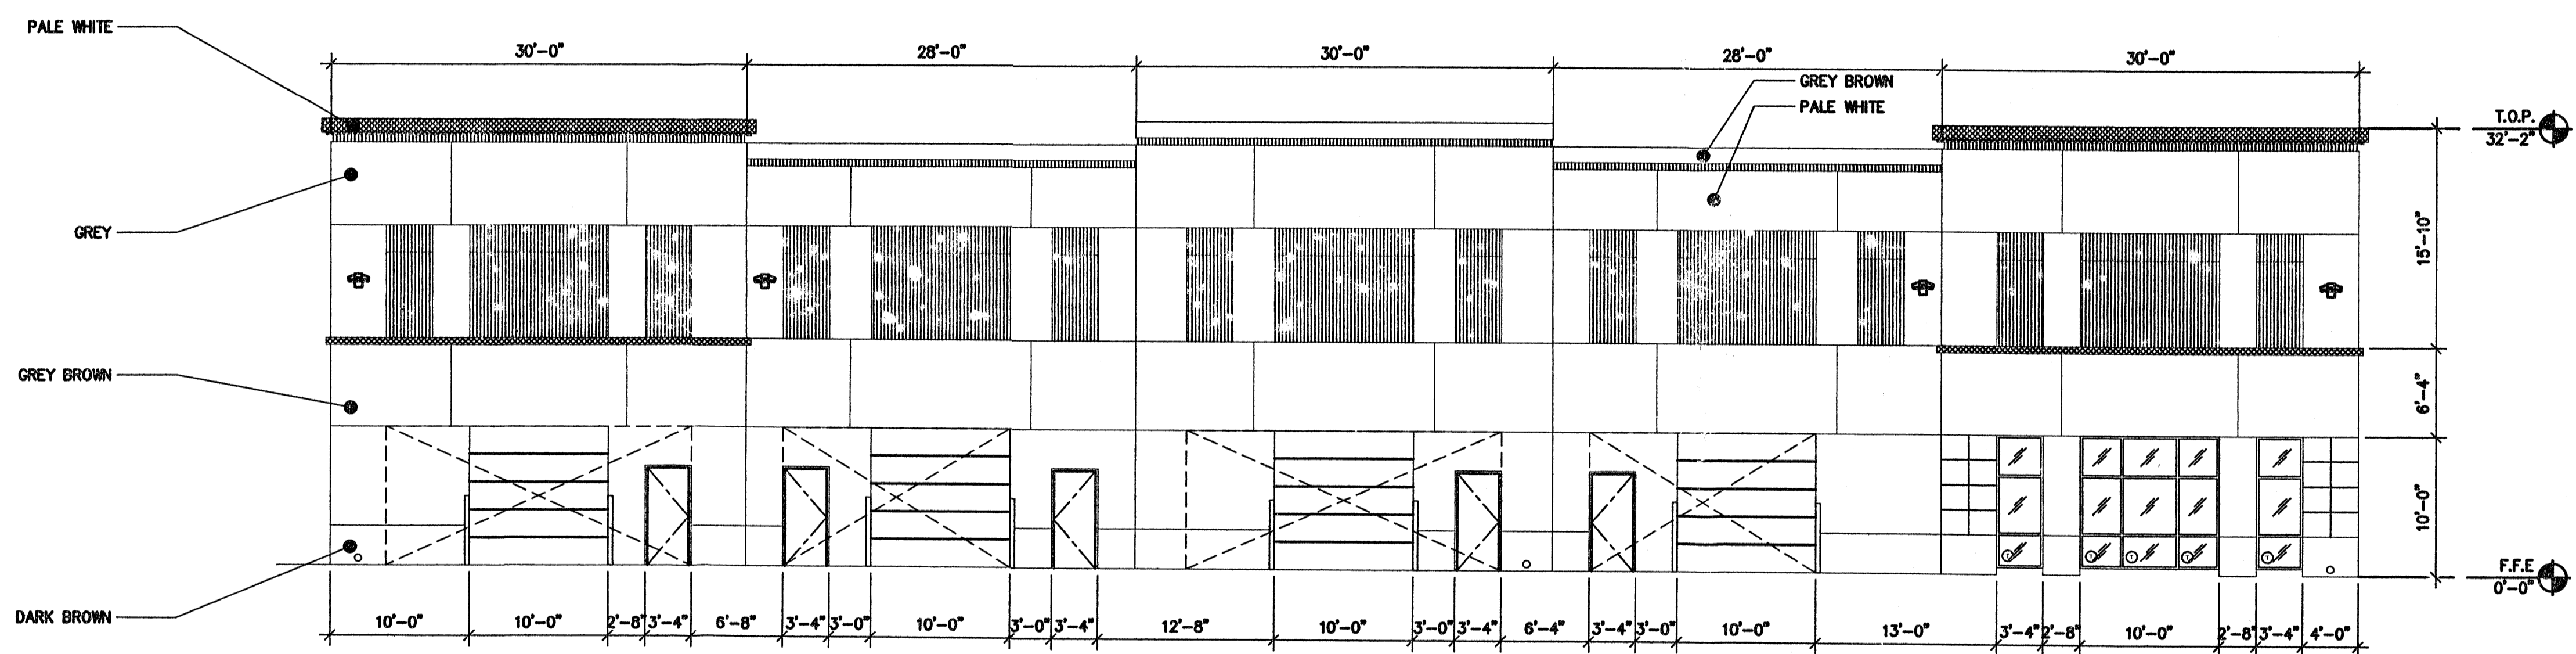 PALE WHITE
30'-0"
28'-0"
30'-0"
28'-0"
30'-0"
GREY BROWN
PALE WHITE
T.O.P.
32'-2"
GREY
15'-10"
GREY BROWN
6'-4"
10'-0"
T T T T T
F.F.E
0'-0"
DARK BROWN
10'-0" 10'-0" 2'-8" 3'-4" 6'-8" 3'-4" 3'-0" 10'-0" 3'-0" 3'-4" 12'-8" 10'-0" 3'-0" 3'-4" 6'-4" 3'-4" 3'-0" 10'-0" 13'-0" 3'-4" 2'-8" 10'-0" 2'-8" 3'-4" 4'-0"